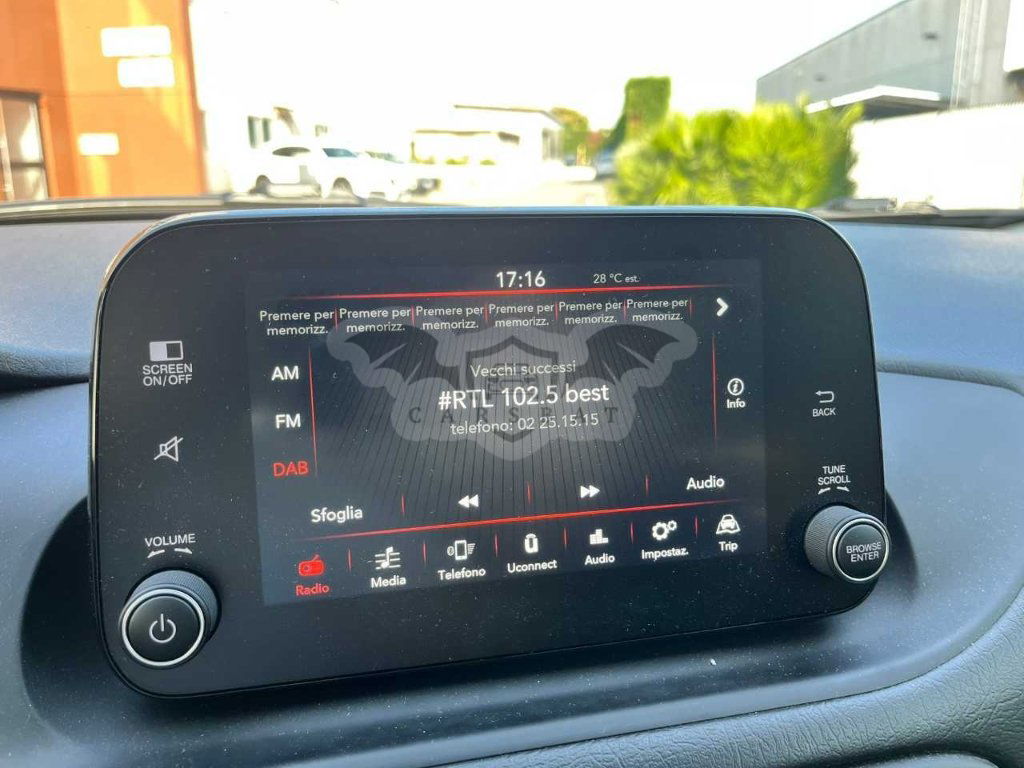 17:16 28 °C est.
Premere per memorizz. Premere per memorizz. Premere per memorizz. Premere per memorizz. Premere per memorizz. Premere per memorizz.
SCREEN
ON/OFF
AM
FM
DAB
Vecchi successi
#RTL 102.5 best
telefono: 02 25.15.15
CARSTAT
Info
BACK
TUNE
SCROLL
Sfoglia
Audio
VOLUME
Radio Media Telefono Uconnect Audio Impostaz. Trip
BROWSE
ENTER